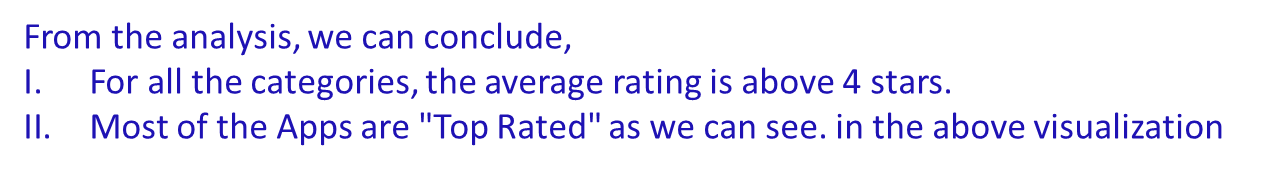 From the analysis, we can conclude,
I. For all the categories, the average rating is above 4 stars.
II. Most of the Apps are "Top Rated" as we can see. in the above visualization